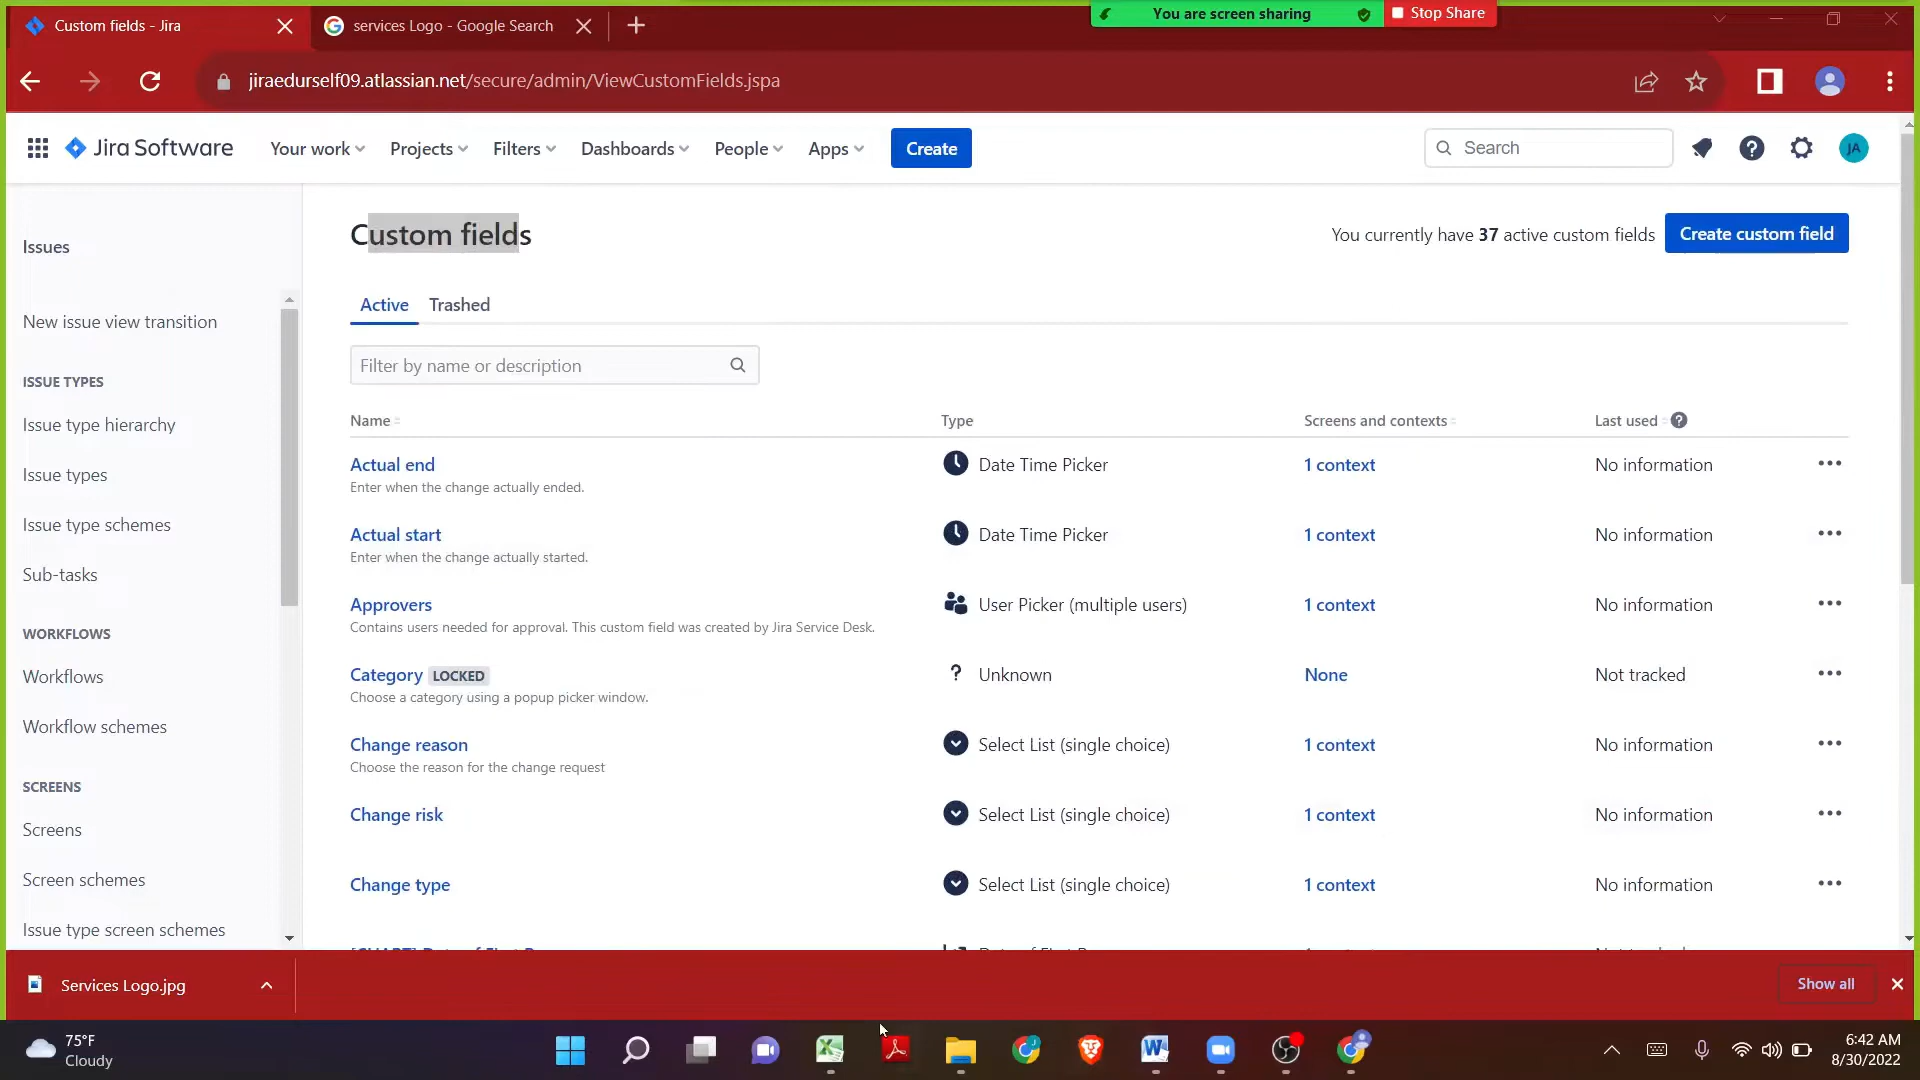 Custom fields - Jira
services Logo - Google Search
You are screen sharing
Stop Share
jiraedurself09.atlassian.net/secure/admin/ViewCustomFields.jspa
Jira Software
Your work
Projects
Filters
Dashboards
People
Apps
Create
Search
JA
Issues
New issue view transition
ISSUE TYPES
Issue type hierarchy
Issue types
Issue type schemes
Sub-tasks
WORKFLOWS
Workflows
Workflow schemes
SCREENS
Screens
Screen schemes
Issue type screen schemes
Custom fields
You currently have 37 active custom fields
Create custom field
Active
Trashed
Filter by name or description
Name
Type
Screens and contexts
Last used
Actual end
Enter when the change actually ended.
Date Time Picker
1 context
No information
Actual start
Enter when the change actually started.
Date Time Picker
1 context
No information
Approvers
Contains users needed for approval. This custom field was created by Jira Service Desk.
User Picker (multiple users)
1 context
No information
Category LOCKED
Choose a category using a popup picker window.
? Unknown
None
Not tracked
Change reason
Choose the reason for the change request
Select List (single choice)
1 context
No information
Change risk
Select List (single choice)
1 context
No information
Change type
Select List (single choice)
1 context
No information
Services Logo.jpg
Show all
75°F
Cloudy
6:42 AM
8/30/2022